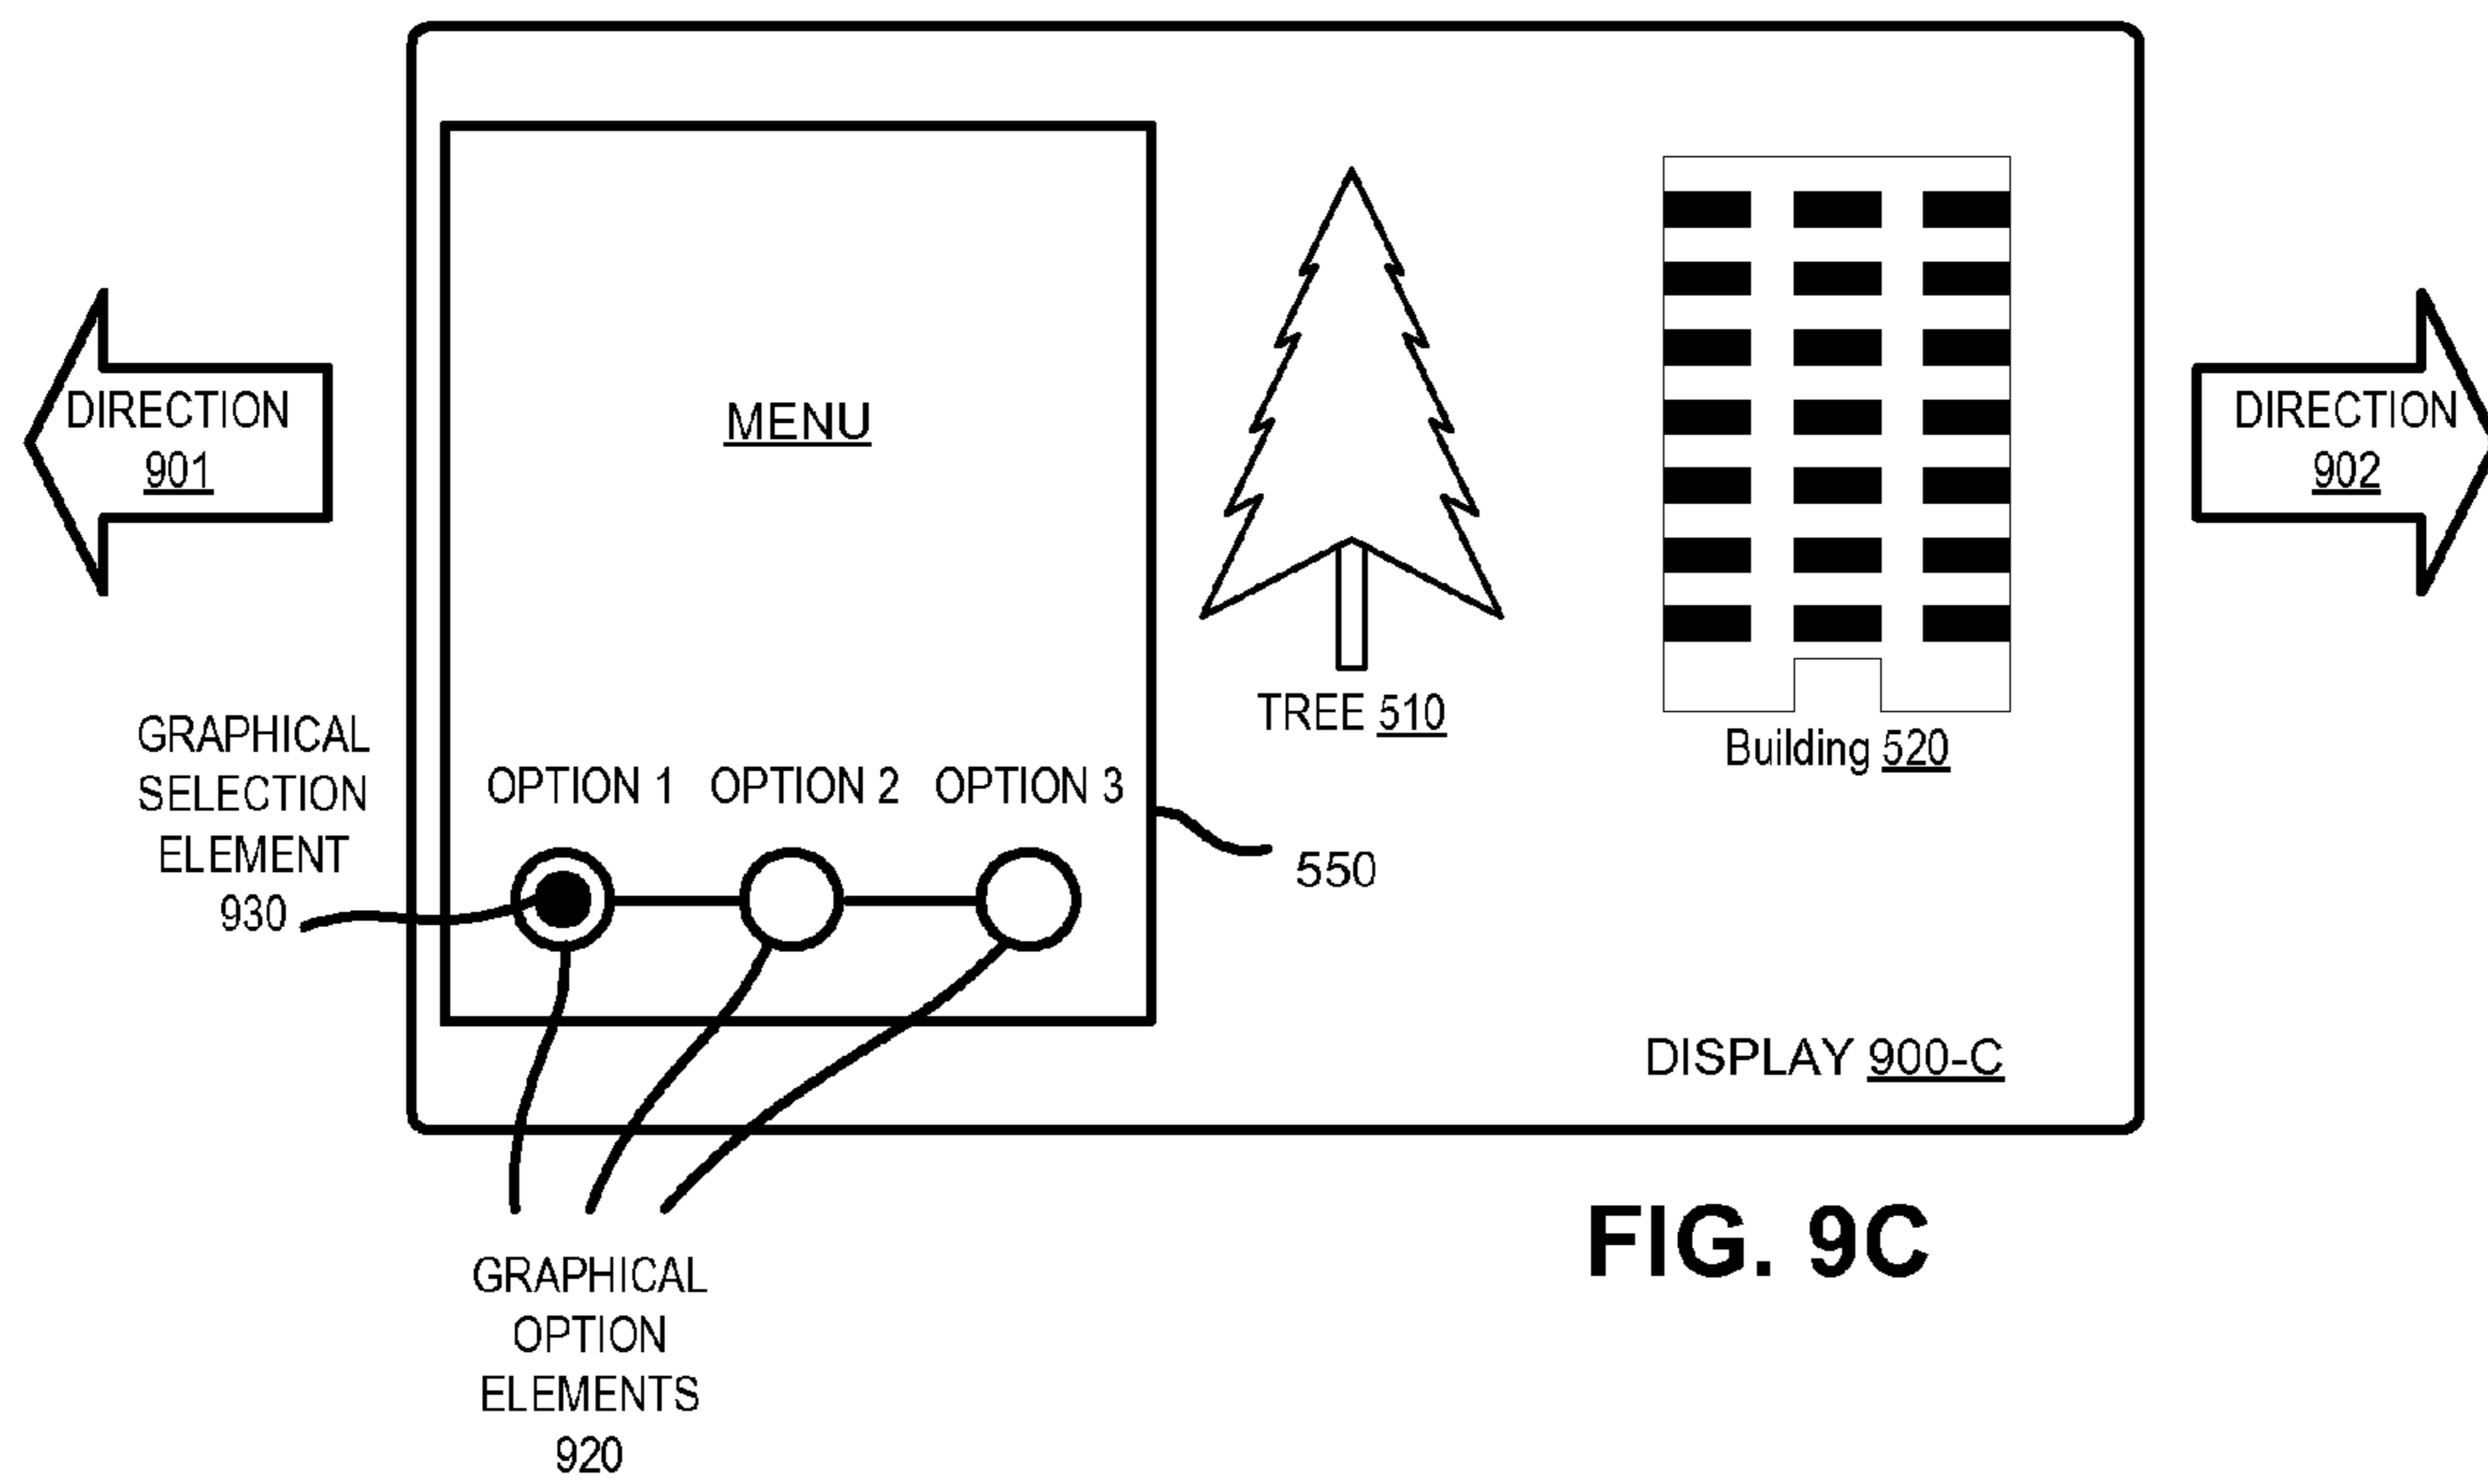 DIRECTION
901
MENU
DIRECTION
902
TREE 510
Building 520
GRAPHICAL
SELECTION
ELEMENT
930
OPTION 1 OPTION 2 OPTION 3
550
DISPLAY 900-C
GRAPHICAL
OPTION
ELEMENTS
920
FIG. 9C